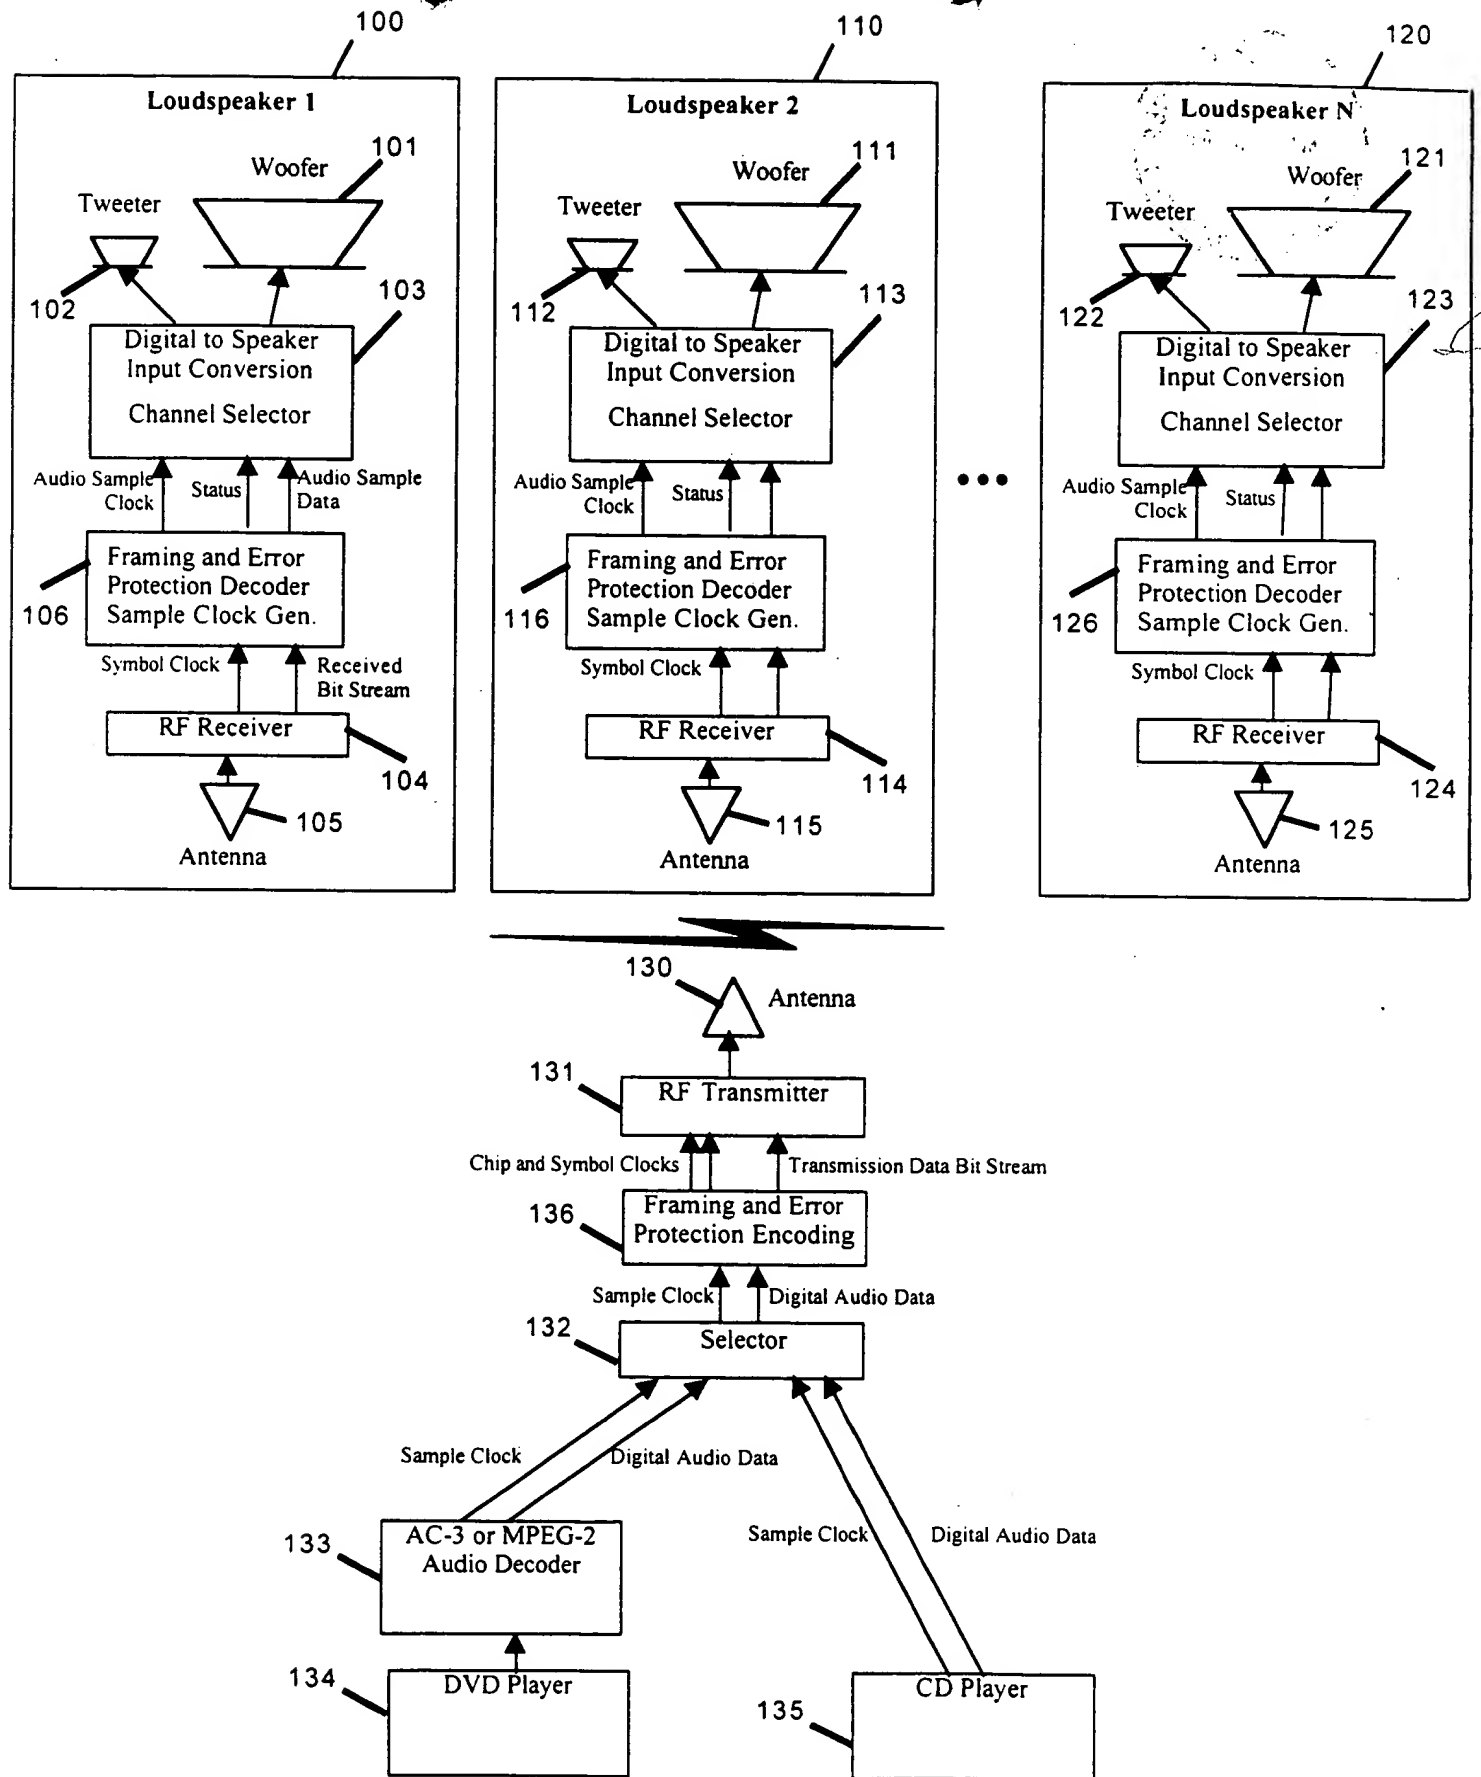 100
110
120
Loudspeaker 1
Loudspeaker 2
Loudspeaker N
101
Woofer
Tweeter
102
103
Digital to Speaker
Input Conversion
Channel Selector
Audio Sample
Clock
Status
Audio Sample
Data
Framing and Error
Protection Decoder
Sample Clock Gen.
106
Symbol Clock
Received
Bit Stream
RF Receiver
104
105
Antenna
111
Woofer
Tweeter
112
113
Digital to Speaker
Input Conversion
Channel Selector
Audio Sample
Clock
Status
Framing and Error
Protection Decoder
Sample Clock Gen.
116
Symbol Clock
RF Receiver
114
115
Antenna
121
Woofer
Tweeter
122
123
Digital to Speaker
Input Conversion
Channel Selector
Audio Sample
Clock
Status
Framing and Error
Protection Decoder
Sample Clock Gen.
126
Symbol Clock
RF Receiver
124
125
Antenna
130
Antenna
131
RF Transmitter
Chip and Symbol Clocks
Transmission Data Bit Stream
136
Framing and Error
Protection Encoding
Sample Clock
Digital Audio Data
132
Selector
Sample Clock
Digital Audio Data
Sample Clock
Digital Audio Data
133
AC-3 or MPEG-2
Audio Decoder
134
DVD Player
135
CD Player